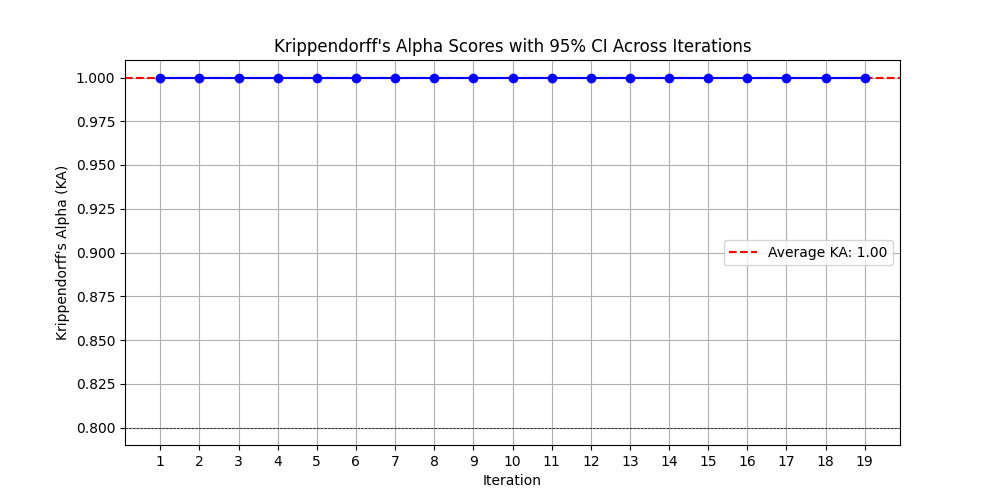 Krippendorff's Alpha Scores with 95% CI Across Iterations
Krippendorff's Alpha (KA)
1.000
0.975
0.950
0.925
0.900
0.875
0.850
0.825
0.800
Average KA: 1.00
1 2 3 4 5 6 7 8 9 10 11 12 13 14 15 16 17 18 19
Iteration